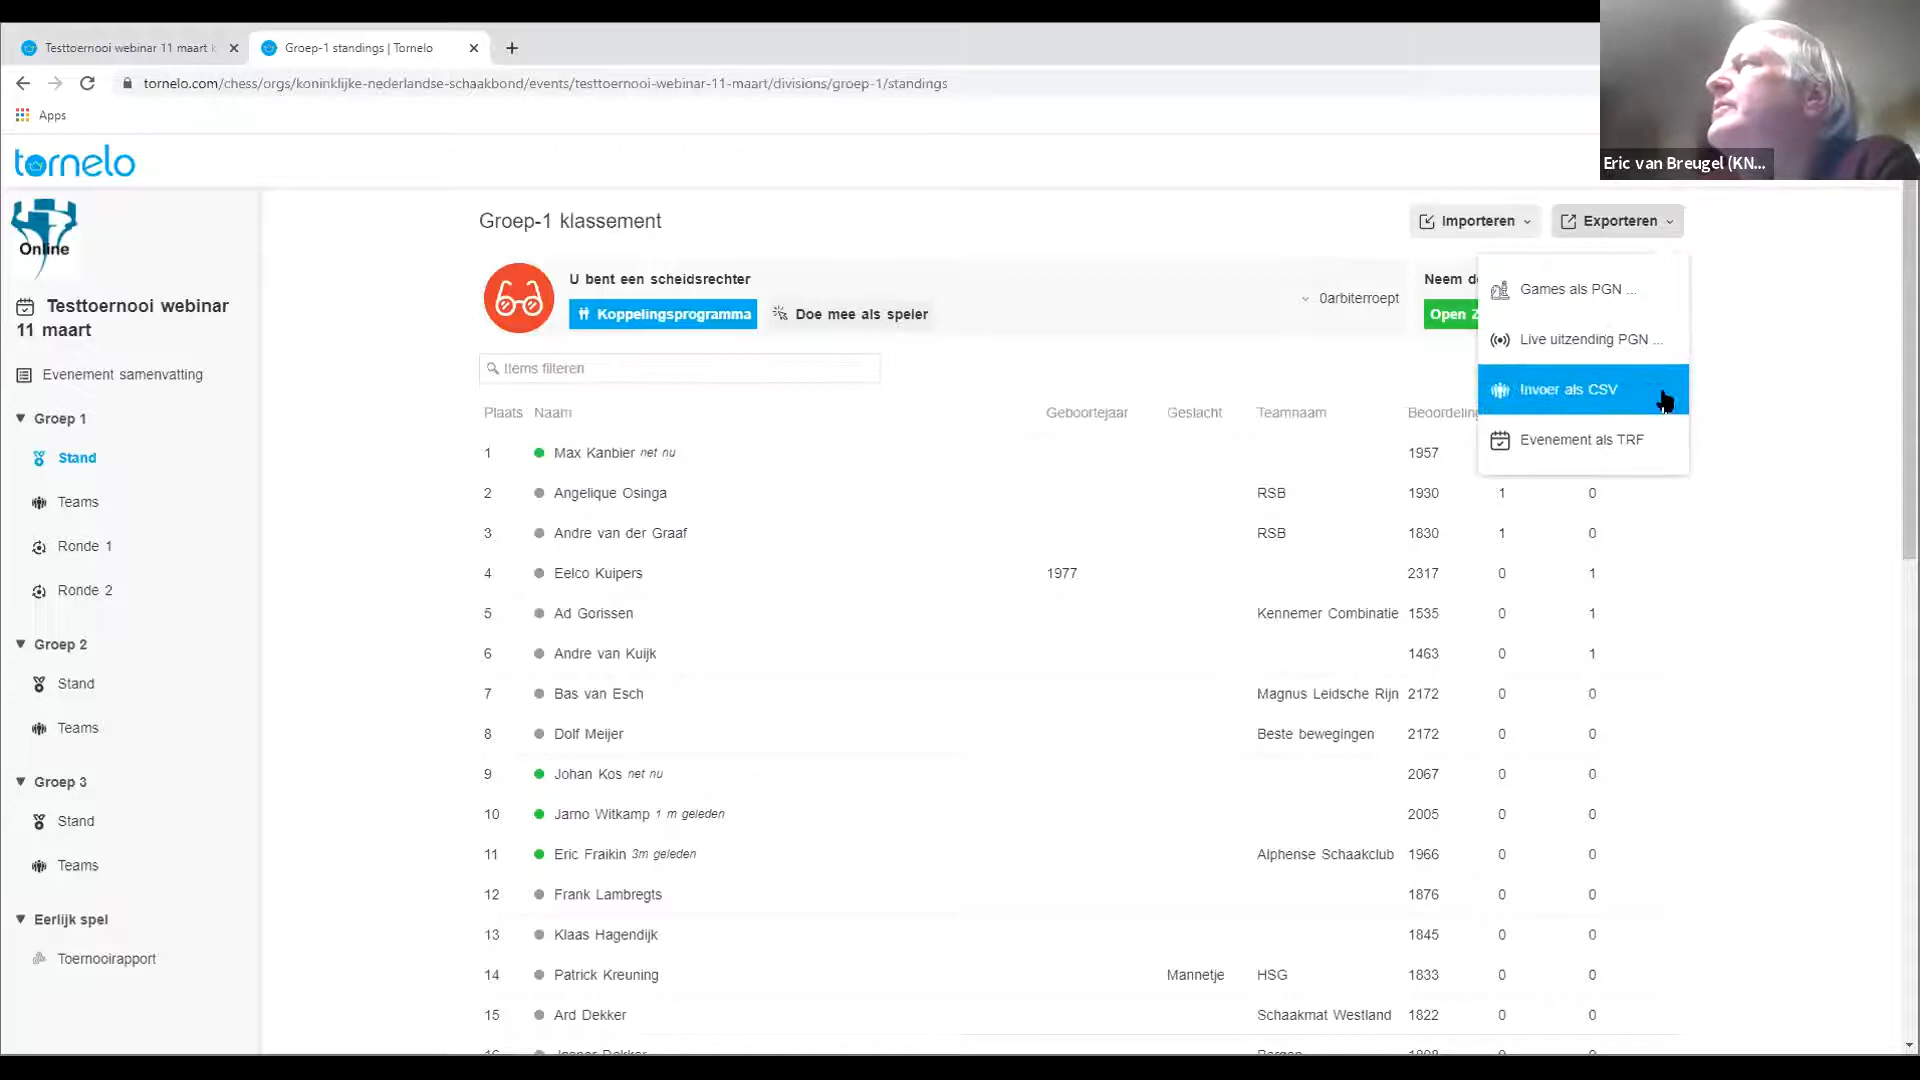 Testtoernooi webinar 11 maart k
Groep-1 standings | Tornelo
tornelo.com/chess/orgs/koninklijke-nederlandse-schaakbond/events/testtoernooi-webinar-11-maart/divisions/groep-1/standings
Apps
tornelo
Eric van Breugel (KN...
Online
Testtoernooi webinar
11 maart
Evenement samenvatting
Groep 1
Stand
Teams
Ronde 1
Ronde 2
Groep 2
Stand
Teams
Groep 3
Stand
Teams
Eerlijk spel
Toernooirapport
Groep-1 klassement
Importeren
Exporteren
U bent een scheidsrechter
Koppelingsprogramma
Doe mee als speler
0arbiterroept
Neem
Open
Games als PGN ...
Live uitzending PGN ...
Invoer als CSV
Evenement als TRF
Items filteren
Plaats Naam Geboortejaar Geslacht Teamnaam Beoordeling
1 Max Kanbier net nu 1957
2 Angelique Osinga RSB 1930 1 0
3 Andre van der Graaf RSB 1830 1 0
4 Eelco Kuipers 1977 2317 0 1
5 Ad Gorissen Kennemer Combinatie 1535 0 1
6 Andre van Kuijk 1463 0 1
7 Bas van Esch Magnus Leidsche Rijn 2172 0 0
8 Dolf Meijer Beste bewegingen 2172 0 0
9 Johan Kos net nu 2067 0 0
10 Jarno Witkamp 1 m geleden 2005 0 0
11 Eric Fraikin 3m geleden Alphense Schaakclub 1966 0 0
12 Frank Lambregts 1876 0 0
13 Klaas Hagendijk 1845 0 0
14 Patrick Kreuning Mannetje HSG 1833 0 0
15 Ard Dekker Schaakmat Westland 1822 0 0